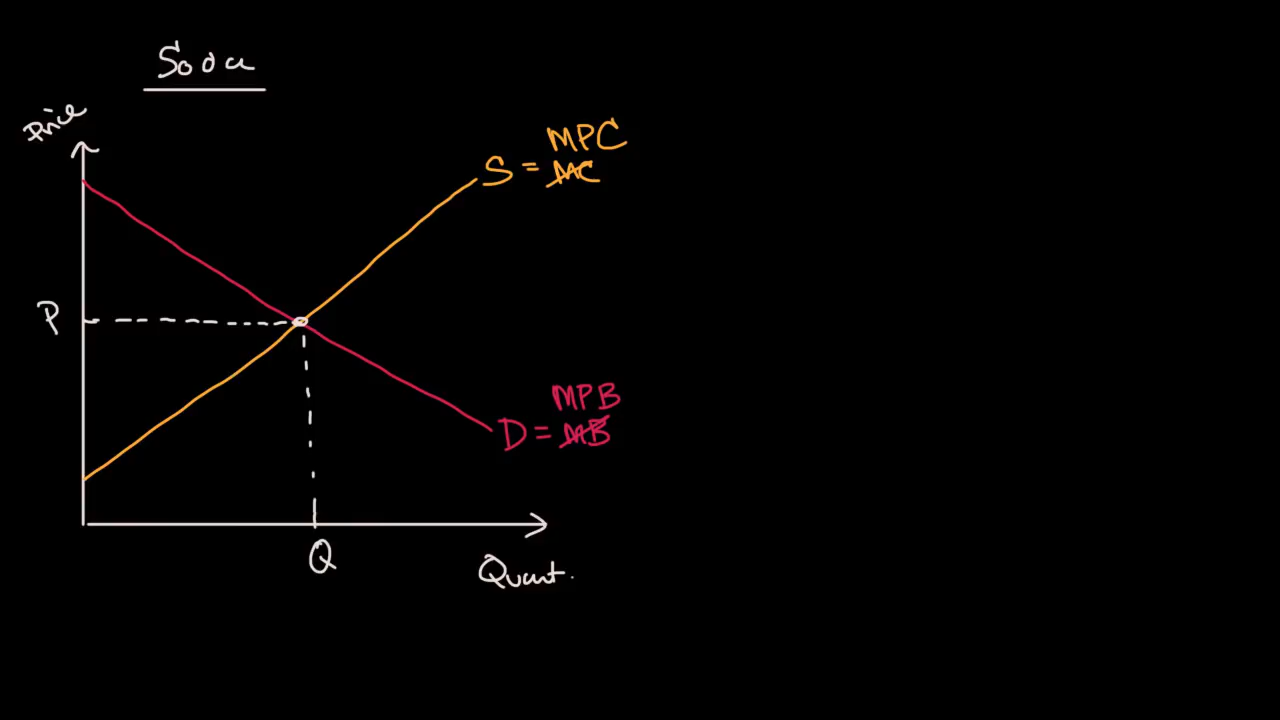 Soda
Price
MPC
S = MC
P
MPB
D = MB
Q
Quant.